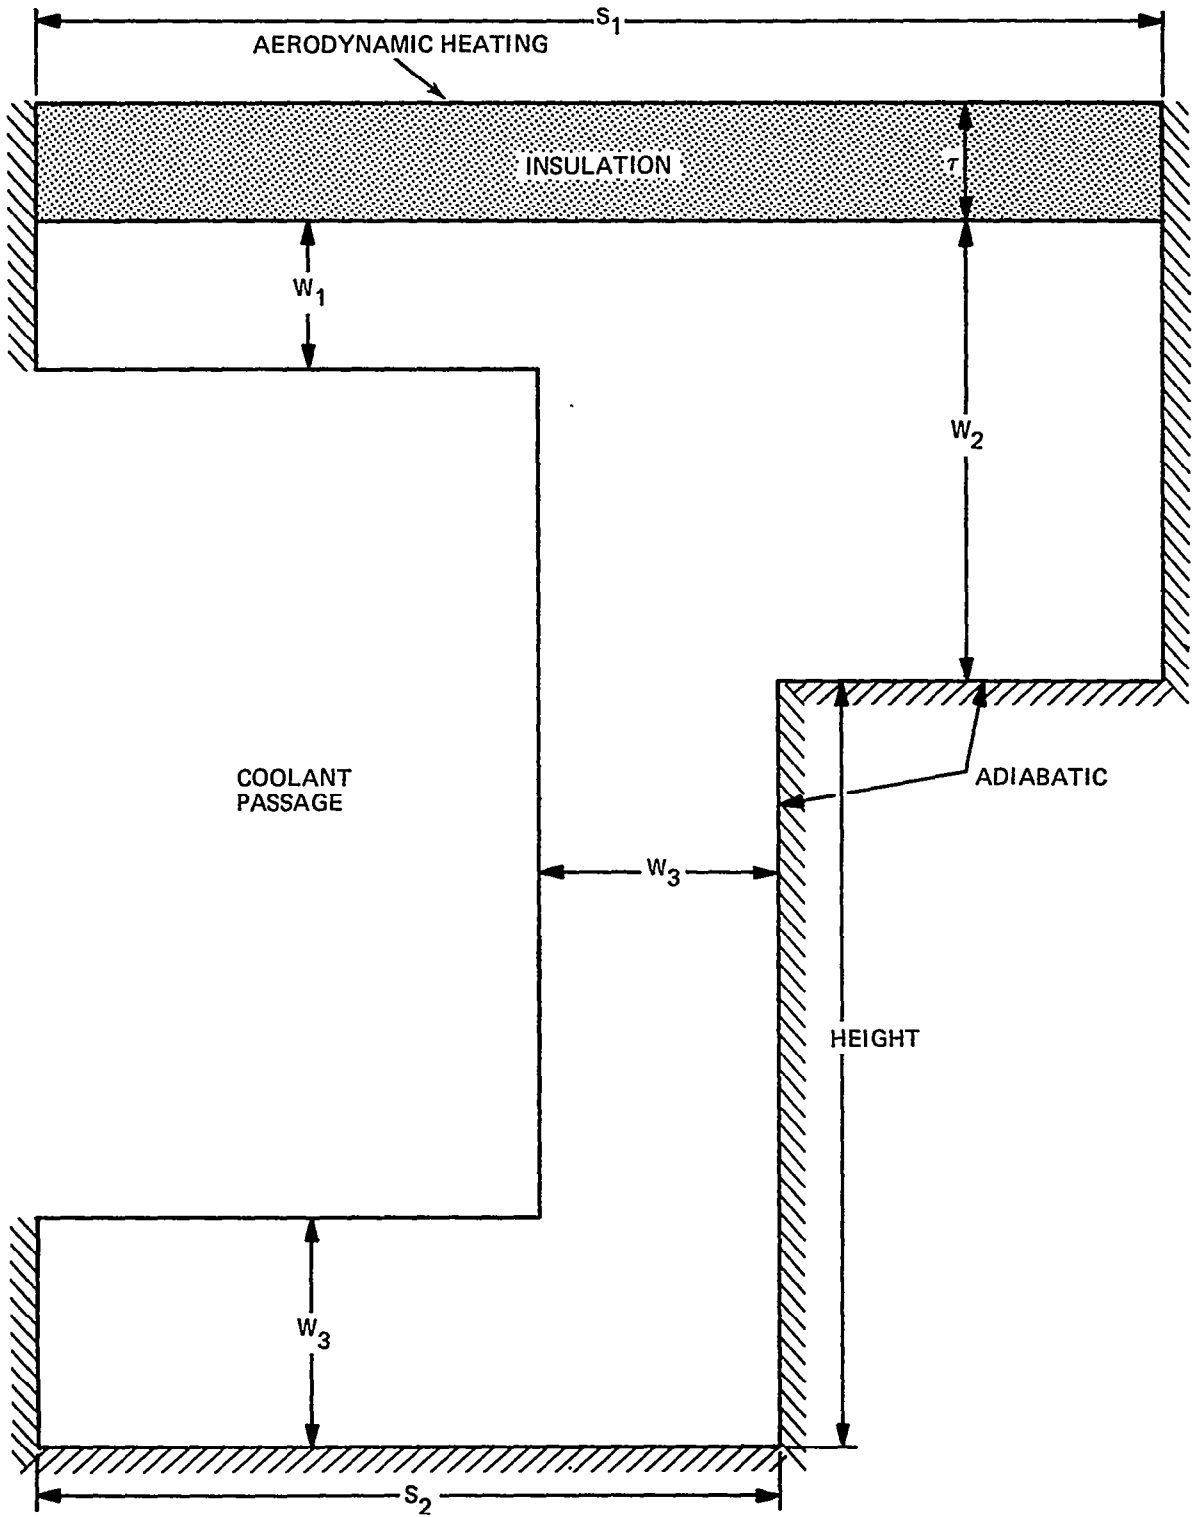 S1
AERODYNAMIC HEATING
INSULATION
τ
W1
W2
COOLANT
PASSAGE
ADIABATIC
W3
HEIGHT
W3
S2